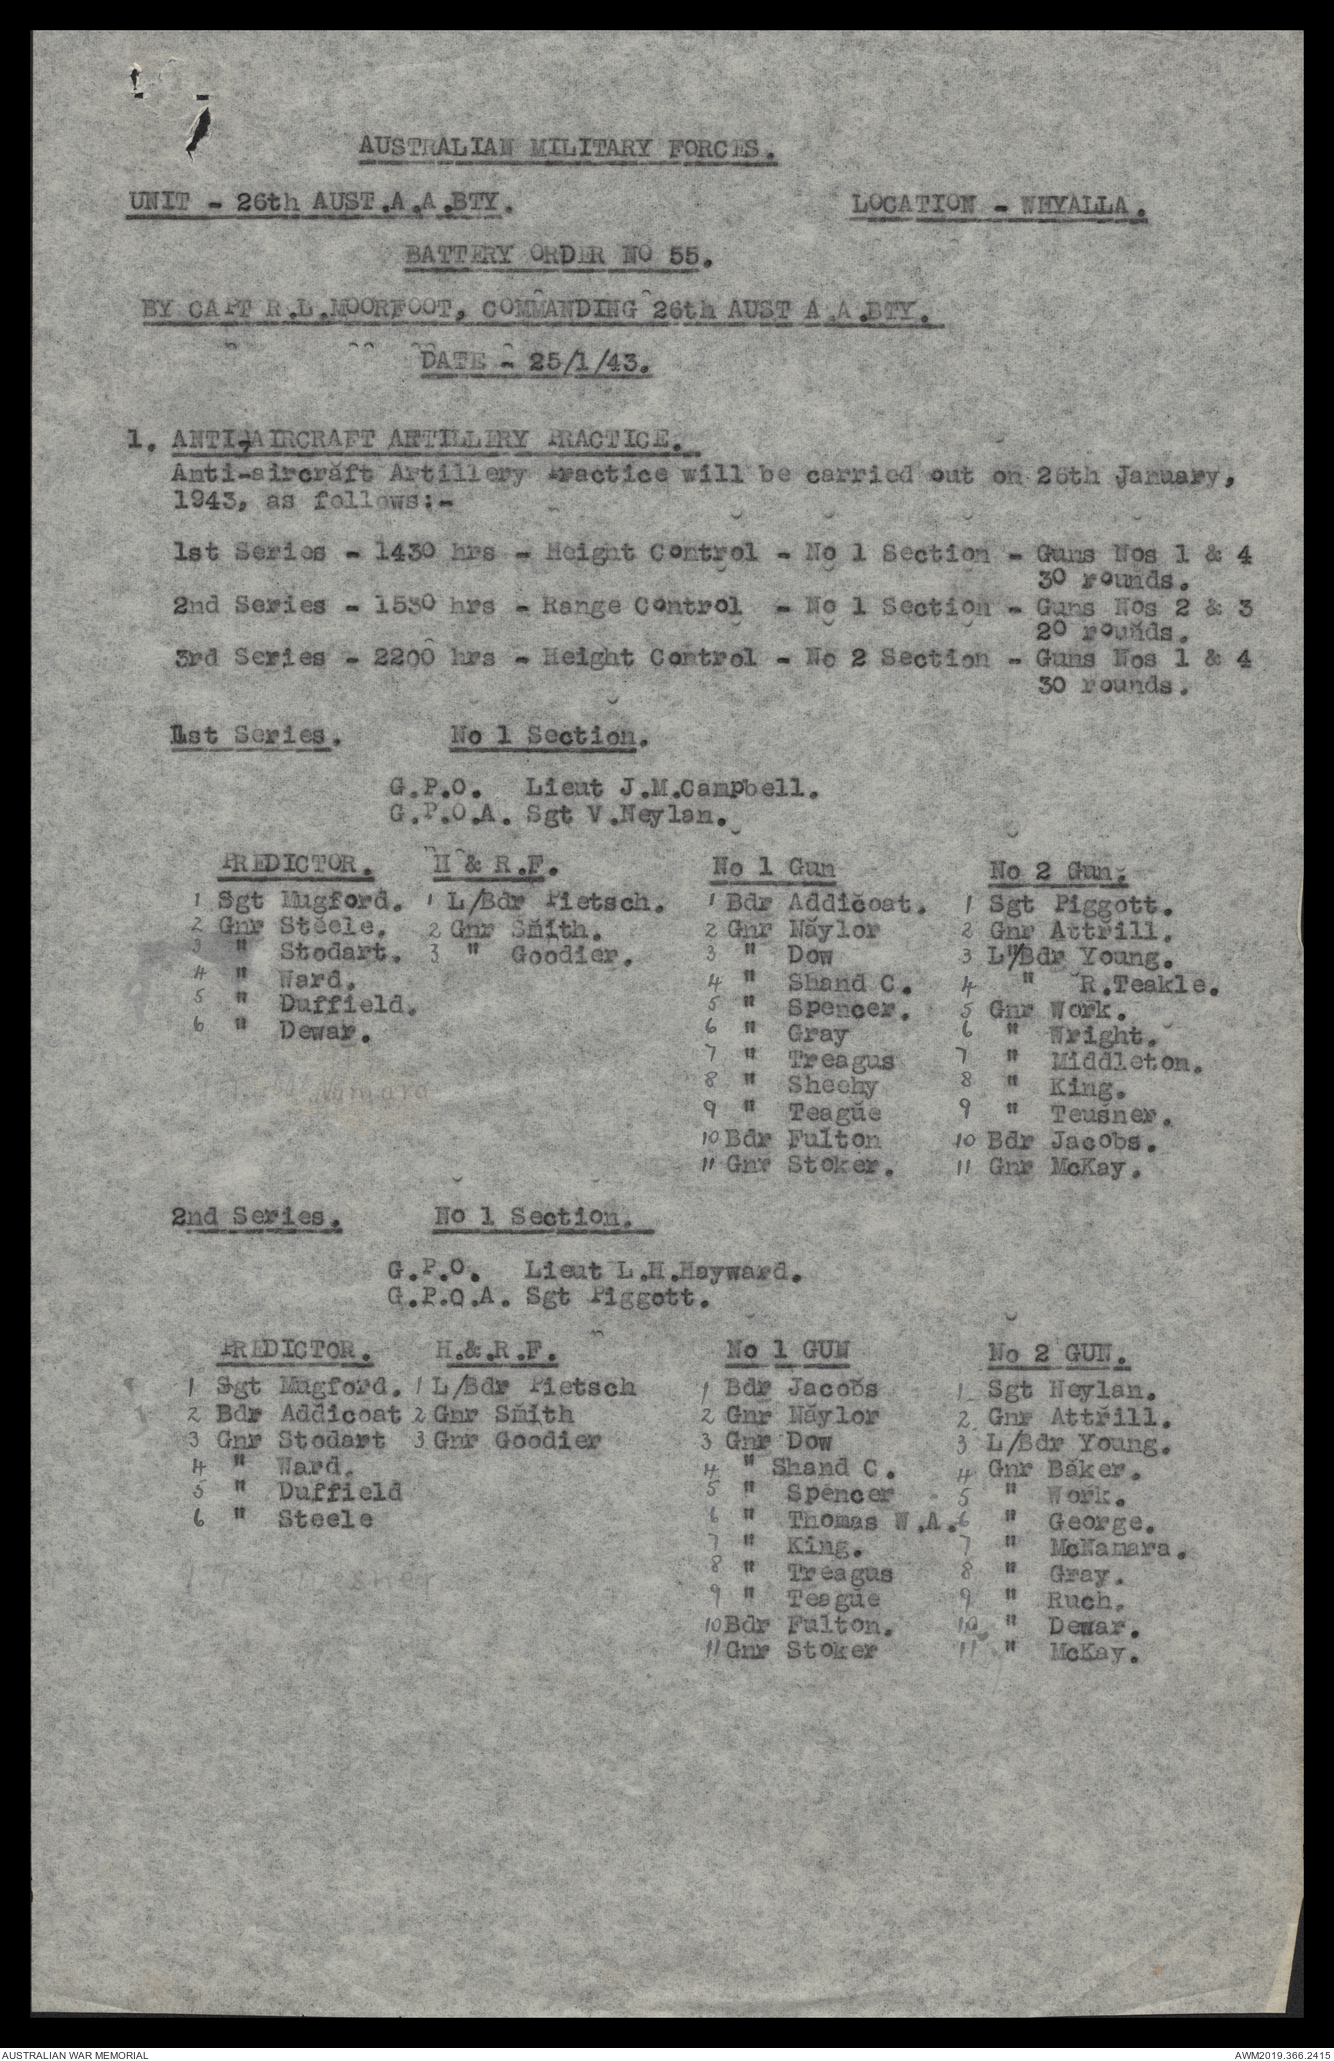 AUSTRALIAN MILITARY FORCES.
UNIT - 26th AUST.A.A.BTY. LOCATION - WHYALLA.
BATTERY ORDER NO 55.
BY CAPT R.L.MOORFOOT, COMMANDING 26th AUST A.A.BTY.
DATE - 25/1/43.
1. ANTI-AIRCRAFT ARTILLERY PRACTICE.
Anti-aircraft Artillery Practice will be carried out on 26th January,
1943, as follows:-
1st Series - 1430 hrs - Height Control - No 1 Section - Guns Nos 1 & 4
30 rounds.
2nd Series - 1530 hrs - Range Control - No 1 Section - Guns Nos 2 & 3
20 rounds.
3rd Series - 2200 hrs - Height Control - No 2 Section - Guns Nos 1 & 4
30 rounds.
1st Series. No 1 Section.
G.P.O. Lieut J.M.Campbell.
G.P.O.A. Sgt V.Neylan.
PREDICTOR. H & R.F. No 1 Gun No 2 Gun.
1 Sgt Mugford. 1 L/Bdr Pietsch. 1 Bdr Addicoat. 1 Sgt Piggott.
2 Gnr Steele. 2 Gnr Smith. 2 Gnr Naylor 2 Gnr Attrill.
3 " Stodart. 3 " Goodier. 3 " Dow 3 L/Bdr Young.
4 " Ward. 4 " Shand C. 4 " R.Teakle.
5 " Duffield. 5 " Spencer. 5 Gnr Work.
6 " Dewar. 6 " Gray 6 " Wright.
7 " Treagus 7 " Middleton.
8 " Sheehy 8 " King.
9 " Teague 9 " Teusner.
10 Bdr Fulton 10 Bdr Jacobs.
11 Gnr Stoker. 11 Gnr McKay.
2nd Series. No 1 Section.
G.P.O. Lieut L.H.Hayward.
G.P.O.A. Sgt Piggott.
PREDICTOR. H.&.R.F. No 1 GUN No 2 GUN.
1 Sgt Mugford. 1 L/Bdr Pietsch 1 Bdr Jacobs 1 Sgt Neylan.
2 Bdr Addicoat 2 Gnr Smith 2 Gnr Naylor 2 Gnr Attrill.
3 Gnr Stodart 3 Gnr Goodier 3 Gnr Dow 3 L/Bdr Young.
4 " Ward. 4 " Shand C. 4 Gnr Baker.
5 " Duffield 5 " Spencer 5 " Work.
6 " Steele 6 " Thomas W.A. 6 " George.
7 " King. 7 " McNamara.
8 " Treagus 8 " Gray.
9 " Teague 9 " Ruch.
10 Bdr Fulton. 10 " Dewar.
11 Gnr Stoker 11 " McKay.
AUSTRALIAN WAR MEMORIAL AWM2019.366.2415